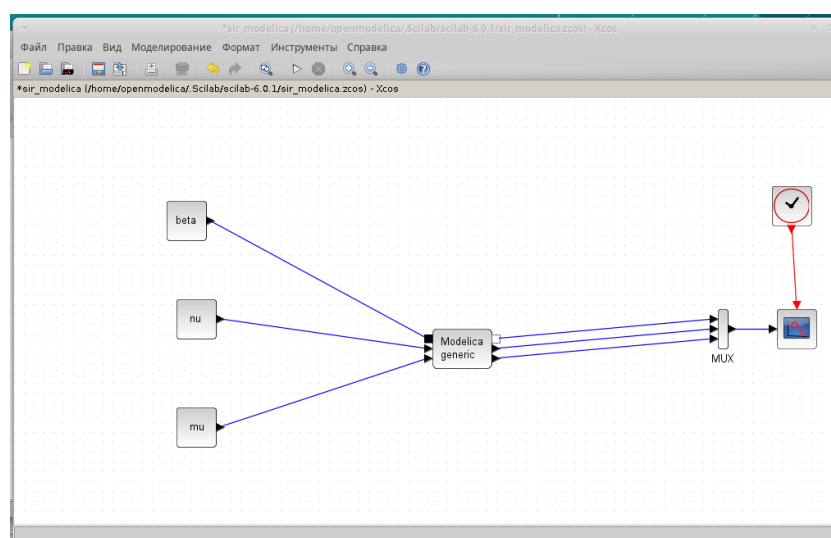 *sir_modelica (/home/openmodelica/.Scilab/scilab-6.0.1/sir_modelica.zcos) - Xcos
Файл Правка Вид Моделирование Формат Инструменты Справка
*sir_modelica (/home/openmodelica/.Scilab/scilab-6.0.1/sir_modelica.zcos) - Xcos
beta
nu
Modelica
generic
MUX
mu